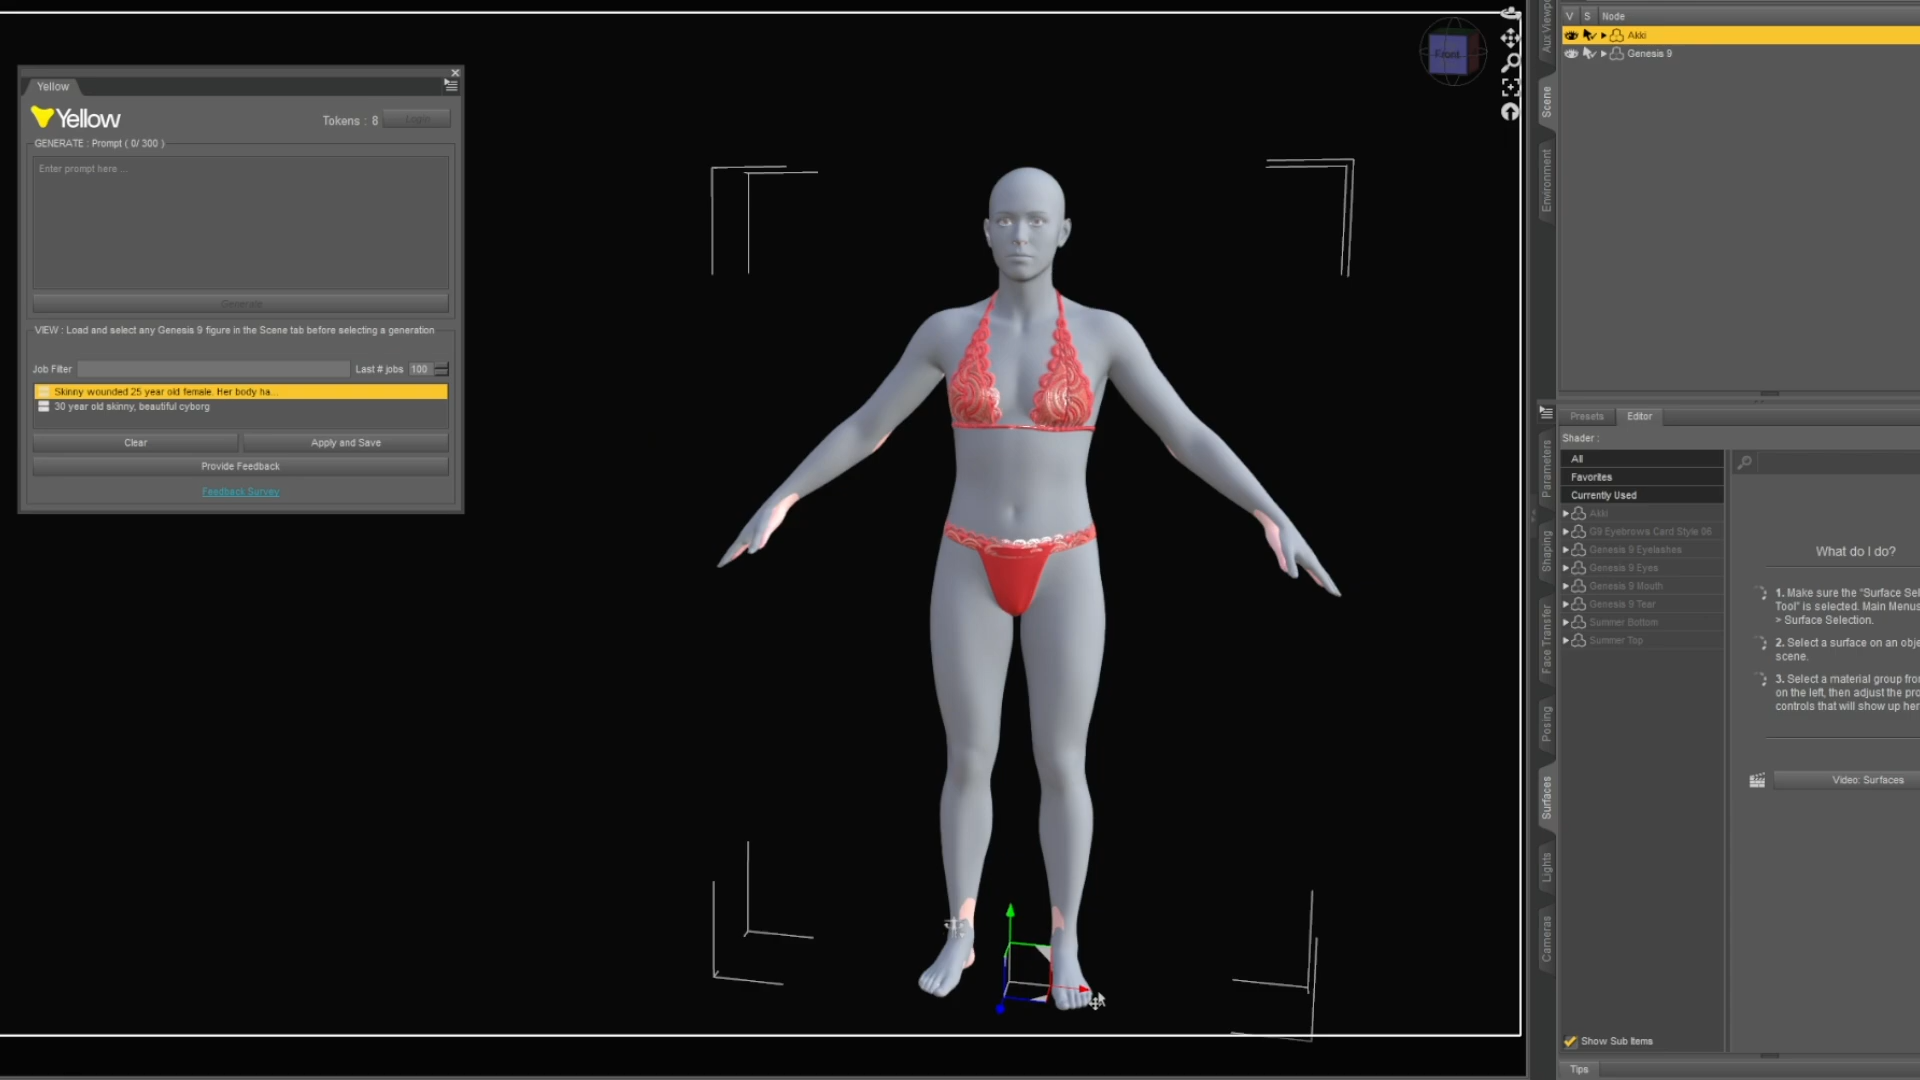 Yellow
Yellow
Tokens : 8
Login
GENERATE : Prompt ( 0/ 300 )
Enter prompt here ...
Generate
VIEW : Load and select any Genesis 9 figure in the Scene tab before selecting a generation
Job Filter
Last # jobs 100
Skinny wounded 25 year old female. Her body ha...
30 year old skinny, beautiful cyborg
Clear
Apply and Save
Provide Feedback
Feedback Survey
Front
Aux Viewpo
Scene
Environment
V S Node
Akki
Genesis 9
Parameters
Shaping
Face Transfer
Posing
Surfaces
Lights
Cameras
Presets Editor
Shader :
All
Favorites
Currently Used
Akki
G9 Eyebrows Card Style 06
Genesis 9 Eyelashes
Genesis 9 Eyes
Genesis 9 Mouth
Genesis 9 Tear
Summer Bottom
Summer Top
What do I do?
1. Make sure the "Surface Sel
Tool" is selected. Main Menus
> Surface Selection.
2. Select a surface on an obje
scene.
3. Select a material group fro
on the left, then adjust the pro
controls that will show up her
Video: Surfaces
Show Sub Items
Tips